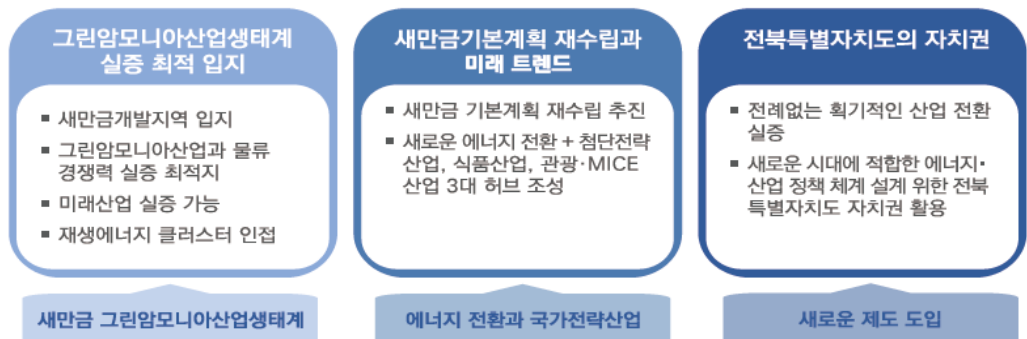 그린암모니아산업생태계
실증 최적 입지
▪ 새만금개발지역 입지
▪ 그린암모니아산업과 물류
경쟁력 실증 최적지
▪ 미래산업 실증 가능
▪ 재생에너지 클러스터 인접
새만금 그린암모니아산업생태계
새만금기본계획 재수립과
미래 트렌드
▪ 새만금 기본계획 재수립 추진
▪ 새로운 에너지 전환 + 첨단전략
산업, 식품산업, 관광·MICE
산업 3대 허브 조성
에너지 전환과 국가전략산업
전북특별자치도의 자치권
▪ 전례없는 획기적인 산업 전환
실증
▪ 새로운 시대에 적합한 에너지·
산업 정책 체계 설계 위한 전북
특별자치도 자치권 활용
새로운 제도 도입